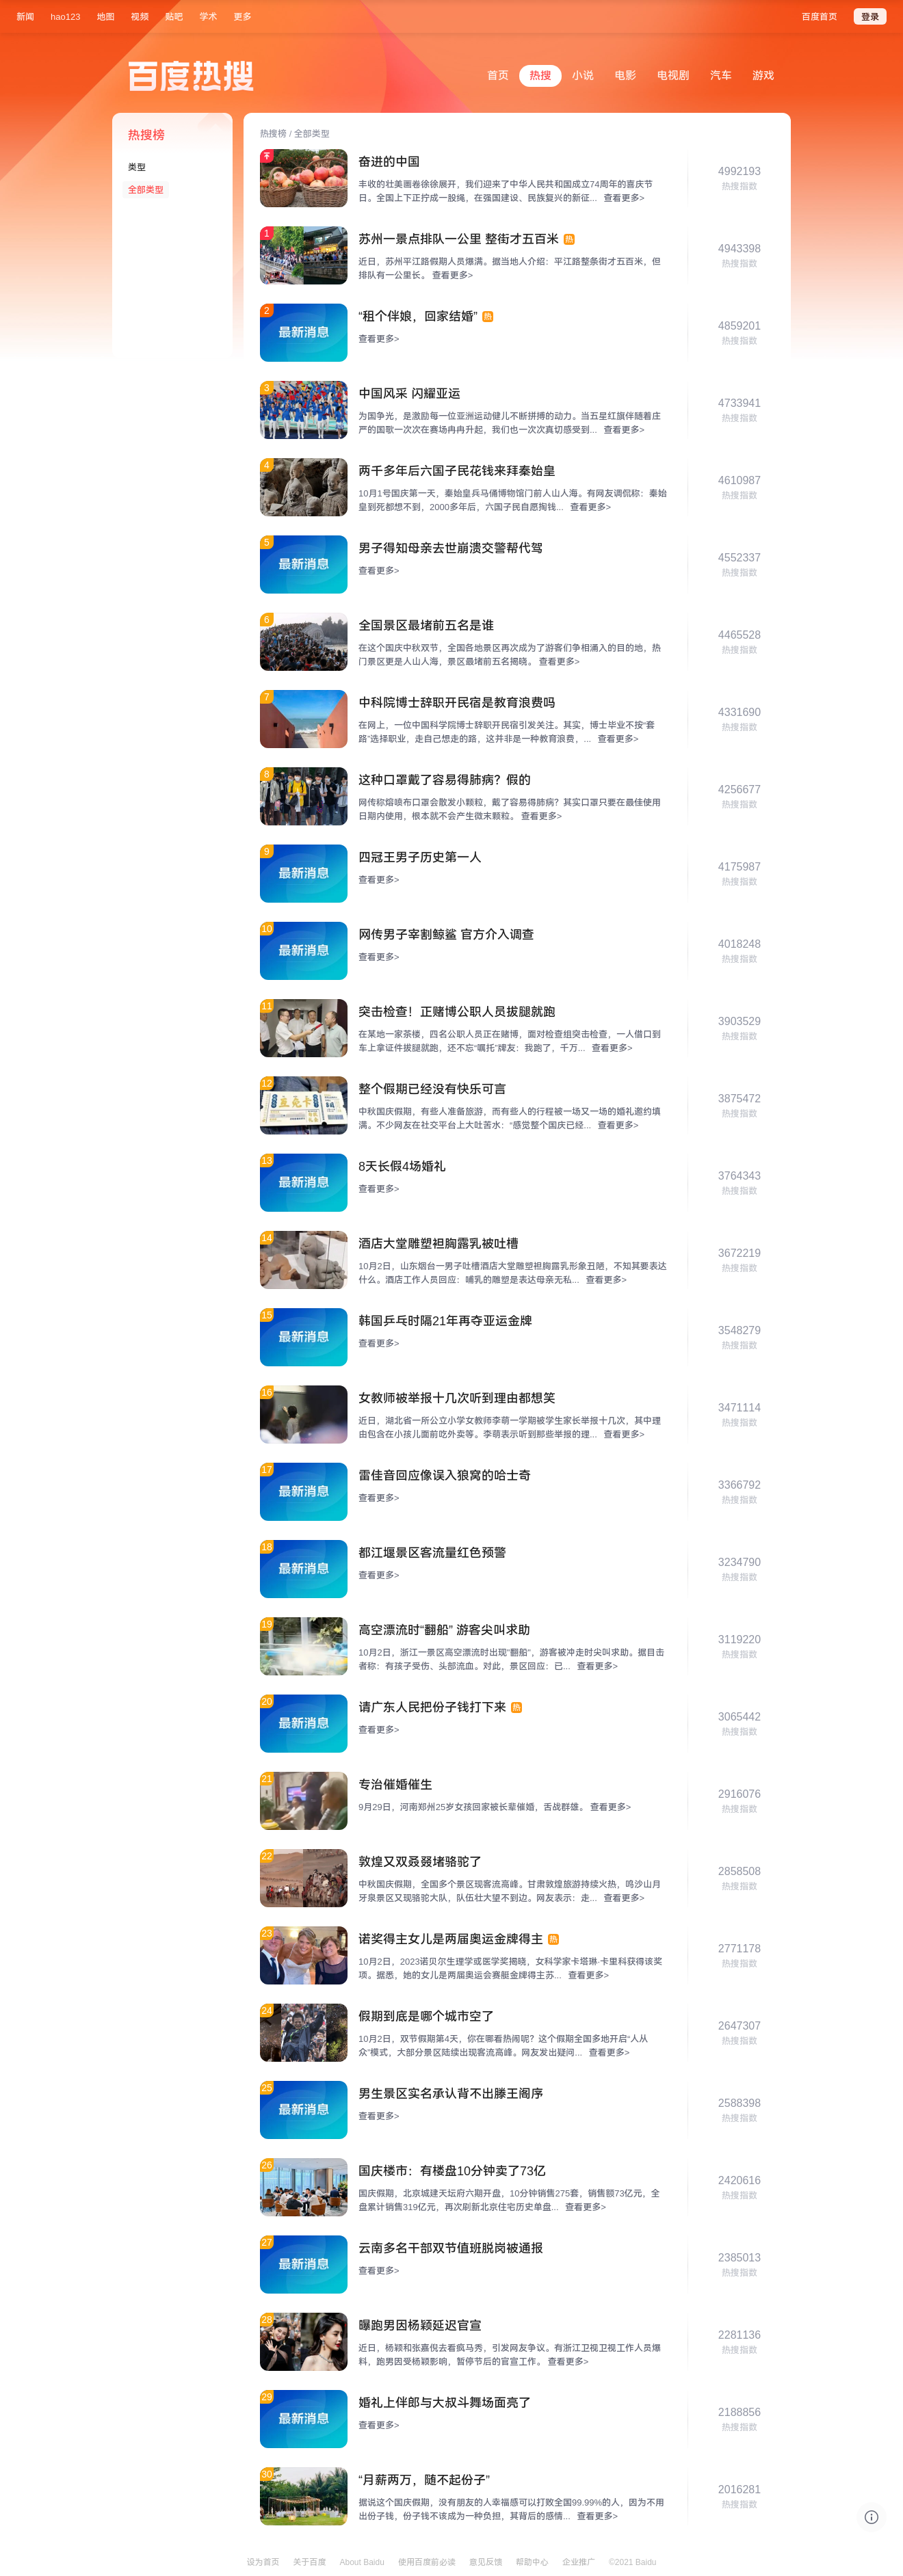 新闻 hao123 地图 视频 贴吧 学术 更多 百度首页 登录
百度热搜
首页 热搜 小说 电影 电视剧 汽车 游戏
热搜榜
类型
全部类型
热搜榜 / 全部类型
奋进的中国
丰收的壮美画卷徐徐展开，我们迎来了中华人民共和国成立74周年的喜庆节
日。全国上下正拧成一股绳，在强国建设、民族复兴的新征... 查看更多>
4992193
热搜指数
1
苏州一景点排队一公里 整街才五百米 热
近日，苏州平江路假期人员爆满。据当地人介绍：平江路整条街才五百米，但
排队有一公里长。 查看更多>
4943398
热搜指数
2
最新消息
“租个伴娘，回家结婚” 热
查看更多>
4859201
热搜指数
3
中国风采 闪耀亚运
为国争光，是激励每一位亚洲运动健儿不断拼搏的动力。当五星红旗伴随着庄
严的国歌一次次在赛场冉冉升起，我们也一次次真切感受到... 查看更多>
4733941
热搜指数
4
两千多年后六国子民花钱来拜秦始皇
10月1号国庆第一天，秦始皇兵马俑博物馆门前人山人海。有网友调侃称：秦始
皇到死都想不到，2000多年后，六国子民自愿掏钱... 查看更多>
4610987
热搜指数
5
最新消息
男子得知母亲去世崩溃交警帮代驾
查看更多>
4552337
热搜指数
6
全国景区最堵前五名是谁
在这个国庆中秋双节，全国各地景区再次成为了游客们争相涌入的目的地，热
门景区更是人山人海，景区最堵前五名揭晓。 查看更多>
4465528
热搜指数
7
中科院博士辞职开民宿是教育浪费吗
在网上，一位中国科学院博士辞职开民宿引发关注。其实，博士毕业不按“套
路”选择职业，走自己想走的路，这并非是一种教育浪费，... 查看更多>
4331690
热搜指数
8
这种口罩戴了容易得肺病？假的
网传称熔喷布口罩会散发小颗粒，戴了容易得肺病？其实口罩只要在最佳使用
日期内使用，根本就不会产生微末颗粒。 查看更多>
4256677
热搜指数
9
最新消息
四冠王男子历史第一人
查看更多>
4175987
热搜指数
10
最新消息
网传男子宰割鲸鲨 官方介入调查
查看更多>
4018248
热搜指数
11
突击检查！正赌博公职人员拔腿就跑
在某地一家茶楼，四名公职人员正在赌博，面对检查组突击检查，一人借口到
车上拿证件拔腿就跑，还不忘“嘱托”牌友：我跑了，千万... 查看更多>
3903529
热搜指数
12
整个假期已经没有快乐可言
中秋国庆假期，有些人准备旅游，而有些人的行程被一场又一场的婚礼邀约填
满。不少网友在社交平台上大吐苦水：“感觉整个国庆已经... 查看更多>
3875472
热搜指数
13
最新消息
8天长假4场婚礼
查看更多>
3764343
热搜指数
14
酒店大堂雕塑袒胸露乳被吐槽
10月2日，山东烟台一男子吐槽酒店大堂雕塑袒胸露乳形象丑陋，不知其要表达
什么。酒店工作人员回应：哺乳的雕塑是表达母亲无私... 查看更多>
3672219
热搜指数
15
最新消息
韩国乒乓时隔21年再夺亚运金牌
查看更多>
3548279
热搜指数
16
女教师被举报十几次听到理由都想笑
近日，湖北省一所公立小学女教师李萌一学期被学生家长举报十几次，其中理
由包含在小孩儿面前吃外卖等。李萌表示听到那些举报的理... 查看更多>
3471114
热搜指数
17
最新消息
雷佳音回应像误入狼窝的哈士奇
查看更多>
3366792
热搜指数
18
最新消息
都江堰景区客流量红色预警
查看更多>
3234790
热搜指数
19
高空漂流时“翻船” 游客尖叫求助
10月2日，浙江一景区高空漂流时出现“翻船”，游客被冲走时尖叫求助。据目击
者称：有孩子受伤、头部流血。对此，景区回应：已... 查看更多>
3119220
热搜指数
20
最新消息
请广东人民把份子钱打下来 热
查看更多>
3065442
热搜指数
21
专治催婚催生
9月29日，河南郑州25岁女孩回家被长辈催婚，舌战群雄。 查看更多>
2916076
热搜指数
22
敦煌又双叒叕堵骆驼了
中秋国庆假期，全国多个景区现客流高峰。甘肃敦煌旅游持续火热，鸣沙山月
牙泉景区又现骆驼大队，队伍壮大望不到边。网友表示：走... 查看更多>
2858508
热搜指数
23
诺奖得主女儿是两届奥运金牌得主 热
10月2日，2023诺贝尔生理学或医学奖揭晓，女科学家卡塔琳·卡里科获得该奖
项。据悉，她的女儿是两届奥运会赛艇金牌得主苏... 查看更多>
2771178
热搜指数
24
假期到底是哪个城市空了
10月2日，双节假期第4天，你在哪看热闹呢？这个假期全国多地开启“人从
众”模式，大部分景区陆续出现客流高峰。网友发出疑问... 查看更多>
2647307
热搜指数
25
最新消息
男生景区实名承认背不出滕王阁序
查看更多>
2588398
热搜指数
26
国庆楼市：有楼盘10分钟卖了73亿
国庆假期，北京城建天坛府六期开盘，10分钟销售275套，销售额73亿元，全
盘累计销售319亿元，再次刷新北京住宅历史单盘... 查看更多>
2420616
热搜指数
27
最新消息
云南多名干部双节值班脱岗被通报
查看更多>
2385013
热搜指数
28
曝跑男因杨颖延迟官宣
近日，杨颖和张嘉倪去看疯马秀，引发网友争议。有浙江卫视卫视工作人员爆
料，跑男因受杨颖影响，暂停节后的官宣工作。 查看更多>
2281136
热搜指数
29
最新消息
婚礼上伴郎与大叔斗舞场面亮了
查看更多>
2188856
热搜指数
30
“月薪两万，随不起份子”
据说这个国庆假期，没有朋友的人幸福感可以打败全国99.99%的人，因为不用
出份子钱，份子钱不该成为一种负担，其背后的感情... 查看更多>
2016281
热搜指数
设为首页 关于百度 About Baidu 使用百度前必读 意见反馈 帮助中心 企业推广 ©2021 Baidu